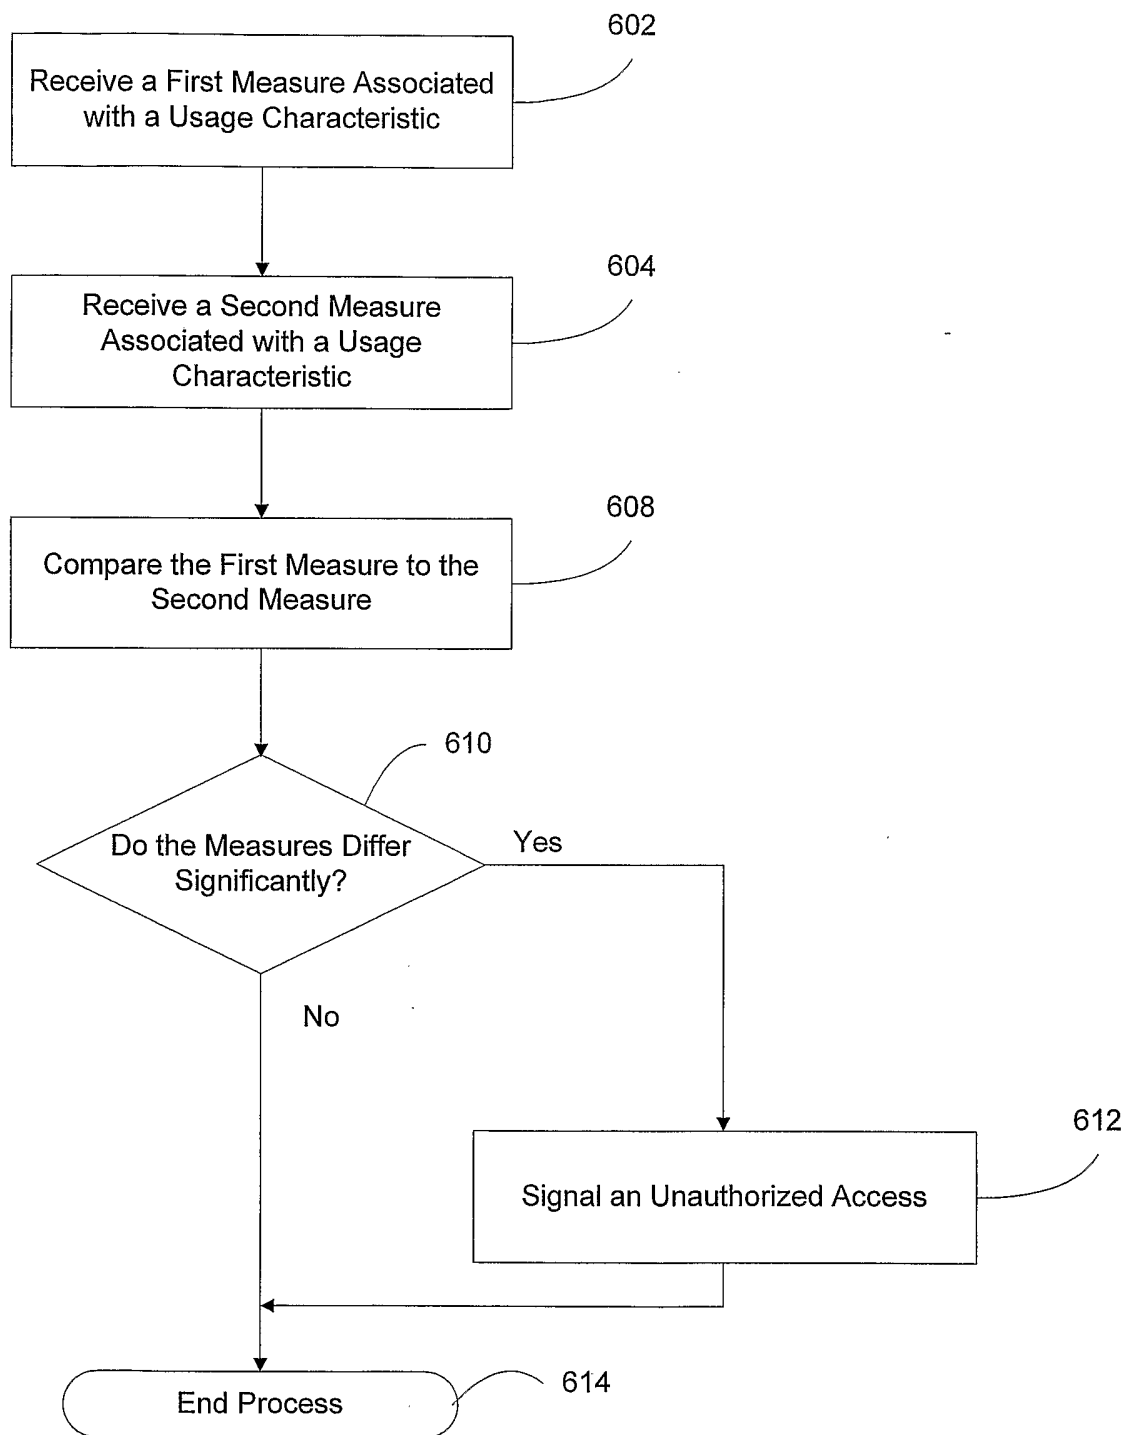 602
Receive a First Measure Associated
with a Usage Characteristic
604
Receive a Second Measure
Associated with a Usage
Characteristic
608
Compare the First Measure to the
Second Measure
610
Do the Measures Differ
Significantly?
Yes
No
612
Signal an Unauthorized Access
614
End Process